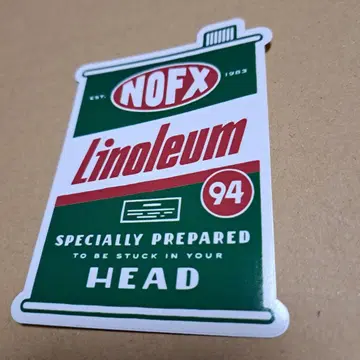 NOFX
EST. 1983
Linoleum
94
SPECIALLY PREPARED
TO BE STUCK IN YOUR
HEAD